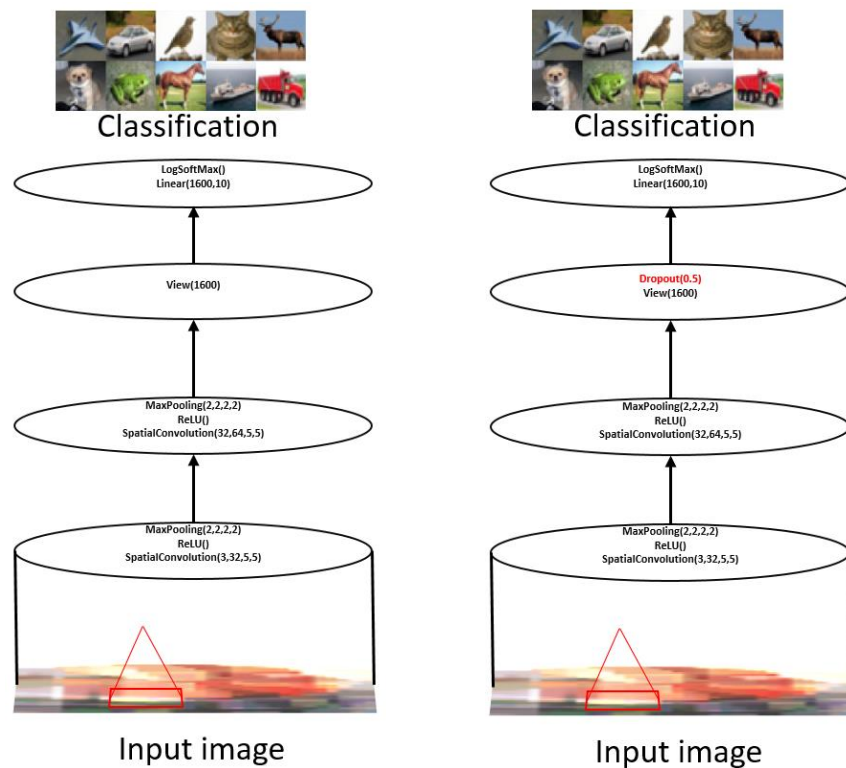 Classification
LogSoftMax()
Linear(1600,10)
View(1600)
MaxPooling(2,2,2,2)
ReLU()
SpatialConvolution(32,64,5,5)
MaxPooling(2,2,2,2)
ReLU()
SpatialConvolution(3,32,5,5)
Input image
Classification
LogSoftMax()
Linear(1600,10)
Dropout(0.5)
View(1600)
MaxPooling(2,2,2,2)
ReLU()
SpatialConvolution(32,64,5,5)
MaxPooling(2,2,2,2)
ReLU()
SpatialConvolution(3,32,5,5)
Input image